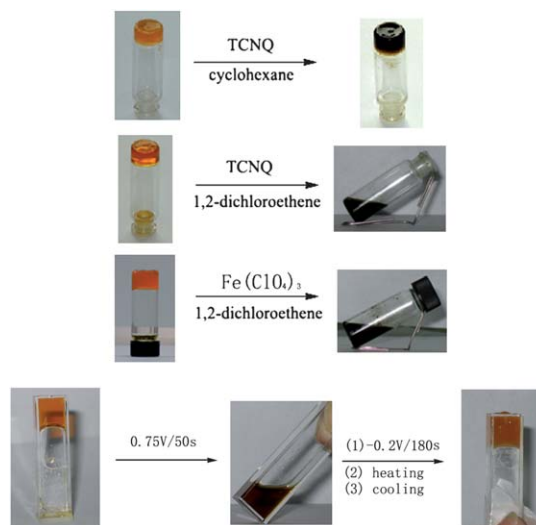 TCNQ
cyclohexane
TCNQ
1,2-dichloroethene
Fe(ClO₄)₃
1,2-dichloroethene
0.75V/50s
(1)-0.2V/180s
(2) heating
(3) cooling